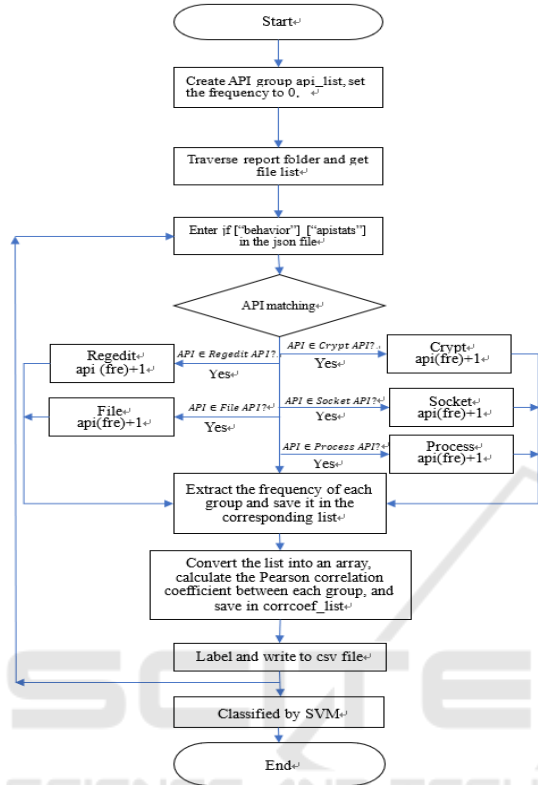 Start
Create API group api_list, set
the frequency to 0.
Traverse report folder and get
file list
Enter if ["behavior"] ["apistats"]
in the json file
API matching
Regedit
api (fre)+1
API ∈ Regedit API?
Yes
API ∈ Crypt API?
Yes
Crypt
api(fre)+1
File
api(fre)+1
API ∈ File API?
Yes
API ∈ Socket API?
Yes
Socket
api(fre)+1
API ∈ Process API?
Yes
Process
api(fre)+1
Extract the frequency of each
group and save it in the
corresponding list
Convert the list into an array,
calculate the Pearson correlation
coefficient between each group, and
save in corrcoef_list
Label and write to csv file
Classified by SVM
End
SCITE